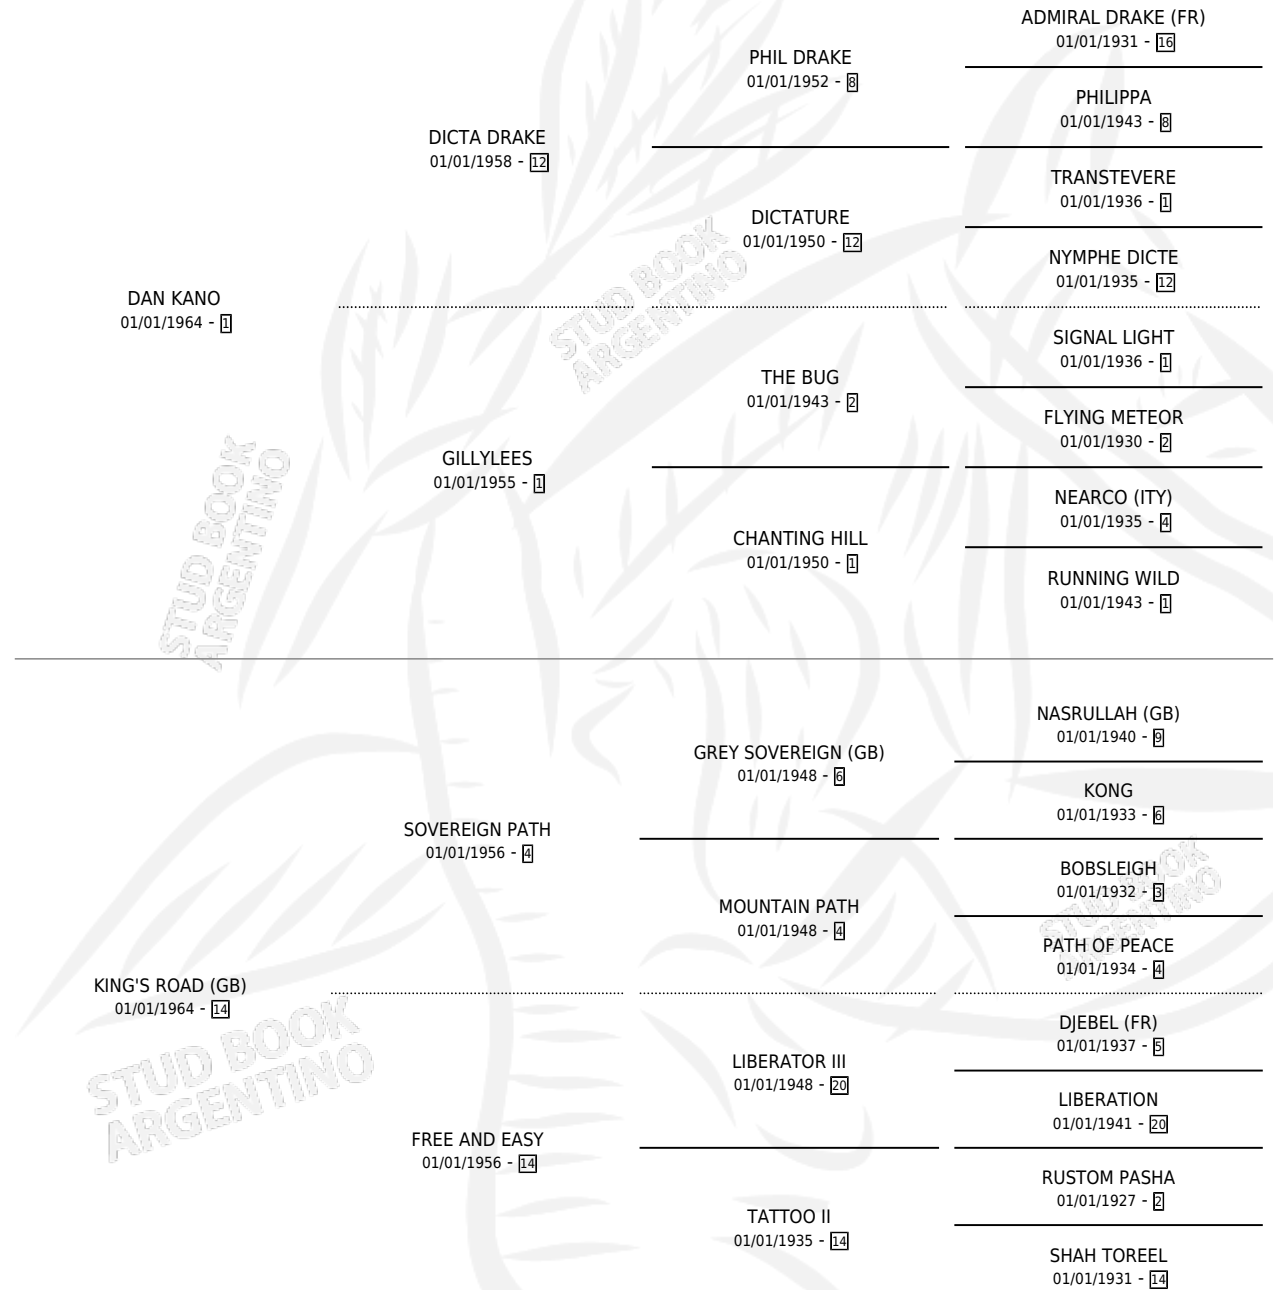 ADMIRAL DRAKE (FR)
01/01/1931 - 16
PHIL DRAKE
01/01/1952 - 8
PHILIPPA
01/01/1943 - 8
DICTA DRAKE
01/01/1958 - 12
TRANSTEVERE
01/01/1936 - 1
DICTATURE
01/01/1950 - 12
NYMPHE DICTE
01/01/1935 - 12
DAN KANO
01/01/1964 - 1
SIGNAL LIGHT
01/01/1936 - 1
THE BUG
01/01/1943 - 2
FLYING METEOR
01/01/1930 - 2
GILLYLEES
01/01/1955 - 1
NEARCO (ITY)
01/01/1935 - 4
CHANTING HILL
01/01/1950 - 1
RUNNING WILD
01/01/1943 - 1
NASRULLAH (GB)
01/01/1940 - 9
GREY SOVEREIGN (GB)
01/01/1948 - 6
KONG
01/01/1933 - 6
SOVEREIGN PATH
01/01/1956 - 4
BOBSLEIGH
01/01/1932 - 3
MOUNTAIN PATH
01/01/1948 - 4
PATH OF PEACE
01/01/1934 - 4
KING'S ROAD (GB)
01/01/1964 - 14
DJEBEL (FR)
01/01/1937 - 5
LIBERATOR III
01/01/1948 - 20
LIBERATION
01/01/1941 - 20
FREE AND EASY
01/01/1956 - 14
RUSTOM PASHA
01/01/1927 - 2
TATTOO II
01/01/1935 - 14
SHAH TOREEL
01/01/1931 - 14
STUD BOOK
ARGENTINO
STUD BOOK
ARGENTINO
STUD BOOK
ARGENTINO
STUD BOOK
ARGENTINO